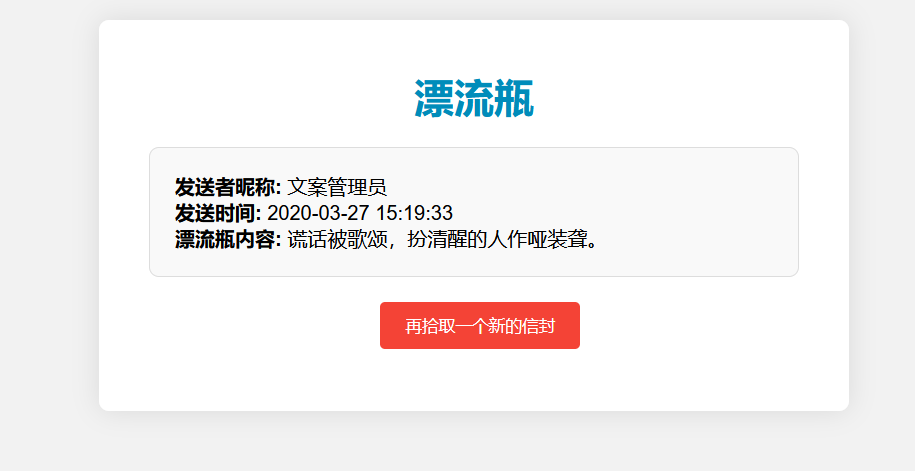 漂流瓶
发送者昵称: 文案管理员
发送时间: 2020-03-27 15:19:33
漂流瓶内容: 谎话被歌颂，扮清醒的人作哑装聋。
再拾取一个新的信封